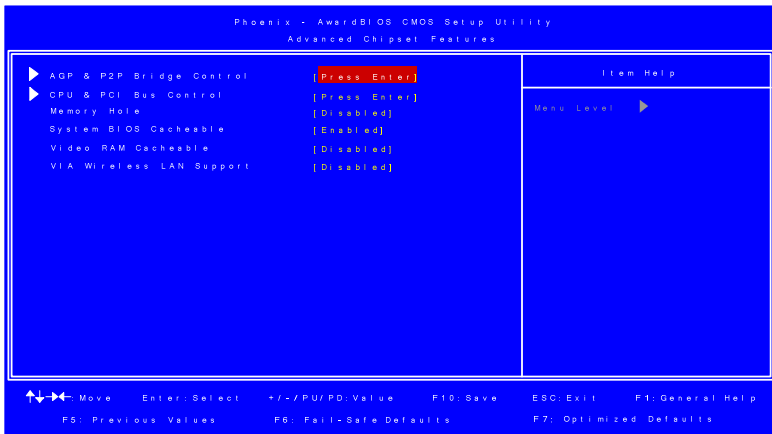 Phoenix - AwardBIOS CMOS Setup Utility
Advanced Chipset Features
AGP & P2P Bridge Control [Press Enter]
CPU & PCI Bus Control [Press Enter]
Memory Hole [Disabled]
System BIOS Cacheable [Enabled]
Video RAM Cacheable [Disabled]
VIA Wireless LAN Support [Disabled]
Item Help
Menu Level
:Move Enter:Select +/-/PU/PD:Value F10:Save ESC:Exit F1:General Help
F5: Previous Values F6: Fail-Safe Defaults F7: Optimized Defaults